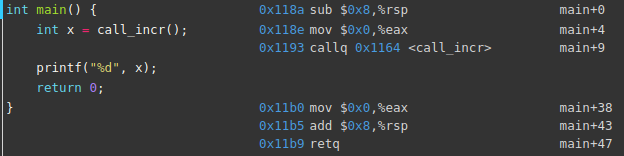 int main() { 0x118a sub $0x8,%rsp main+0
int x = call_incr(); 0x118e mov $0x0,%eax main+4
0x1193 callq 0x1164 <call_incr> main+9
printf("%d", x);
return 0;
} 0x11b0 mov $0x0,%eax main+38
0x11b5 add $0x8,%rsp main+43
0x11b9 retq main+47